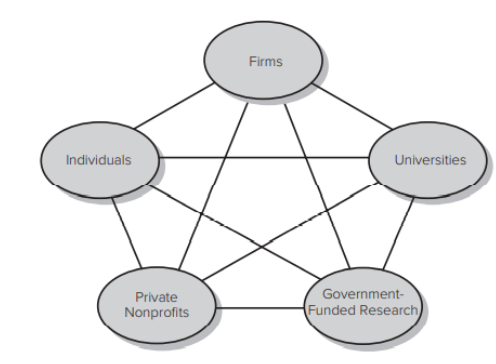 Firms
Individuals
Universities
Private
Nonprofits
Government-
Funded Research